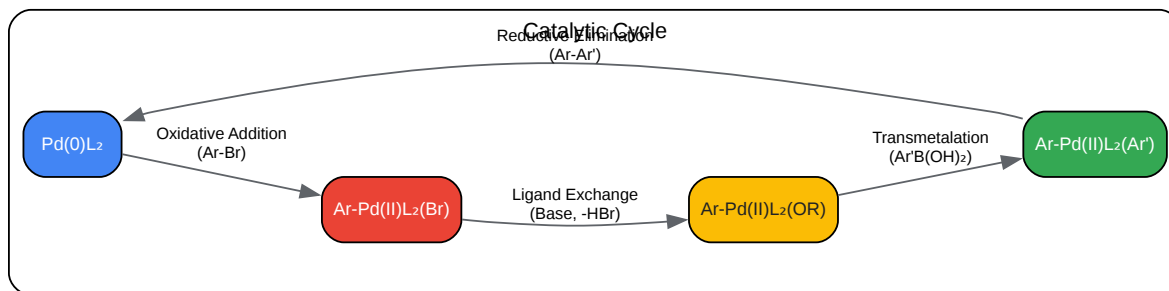 Catalytic Cycle
Reductive Elimination
(Ar-Ar')
Pd(0)L₂
Oxidative Addition
(Ar-Br)
Ar-Pd(II)L₂(Br)
Ligand Exchange
(Base, -HBr)
Ar-Pd(II)L₂(OR)
Transmetalation
(Ar'B(OH)₂)
Ar-Pd(II)L₂(Ar')